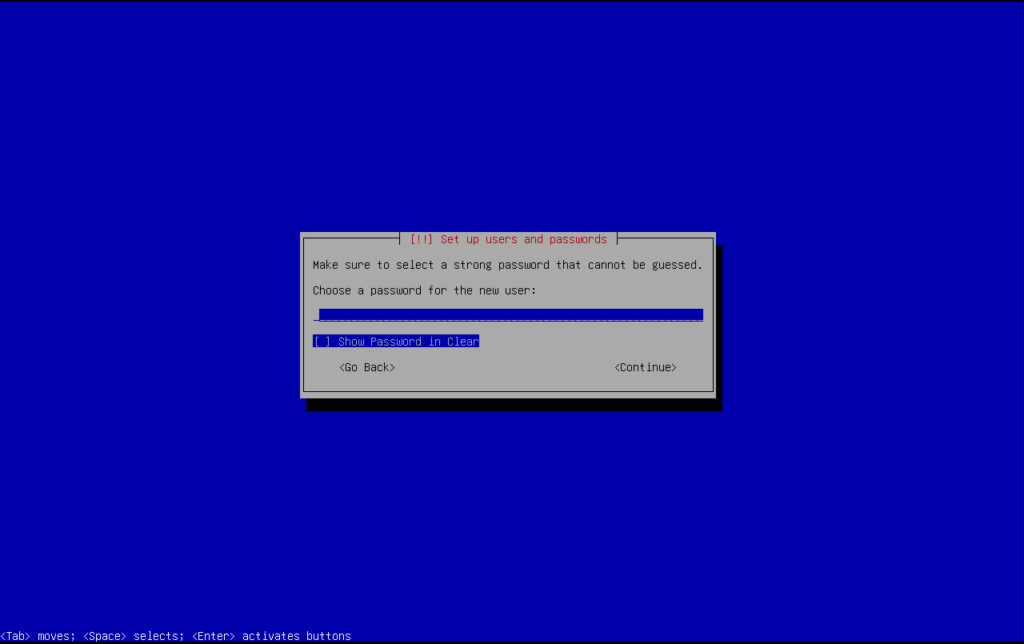 [!!] Set up users and passwords
Make sure to select a strong password that cannot be guessed.
Choose a password for the new user:
[ ] Show Password in Clear
<Go Back> <Continue>
<Tab> moves; <Space> selects; <Enter> activates buttons